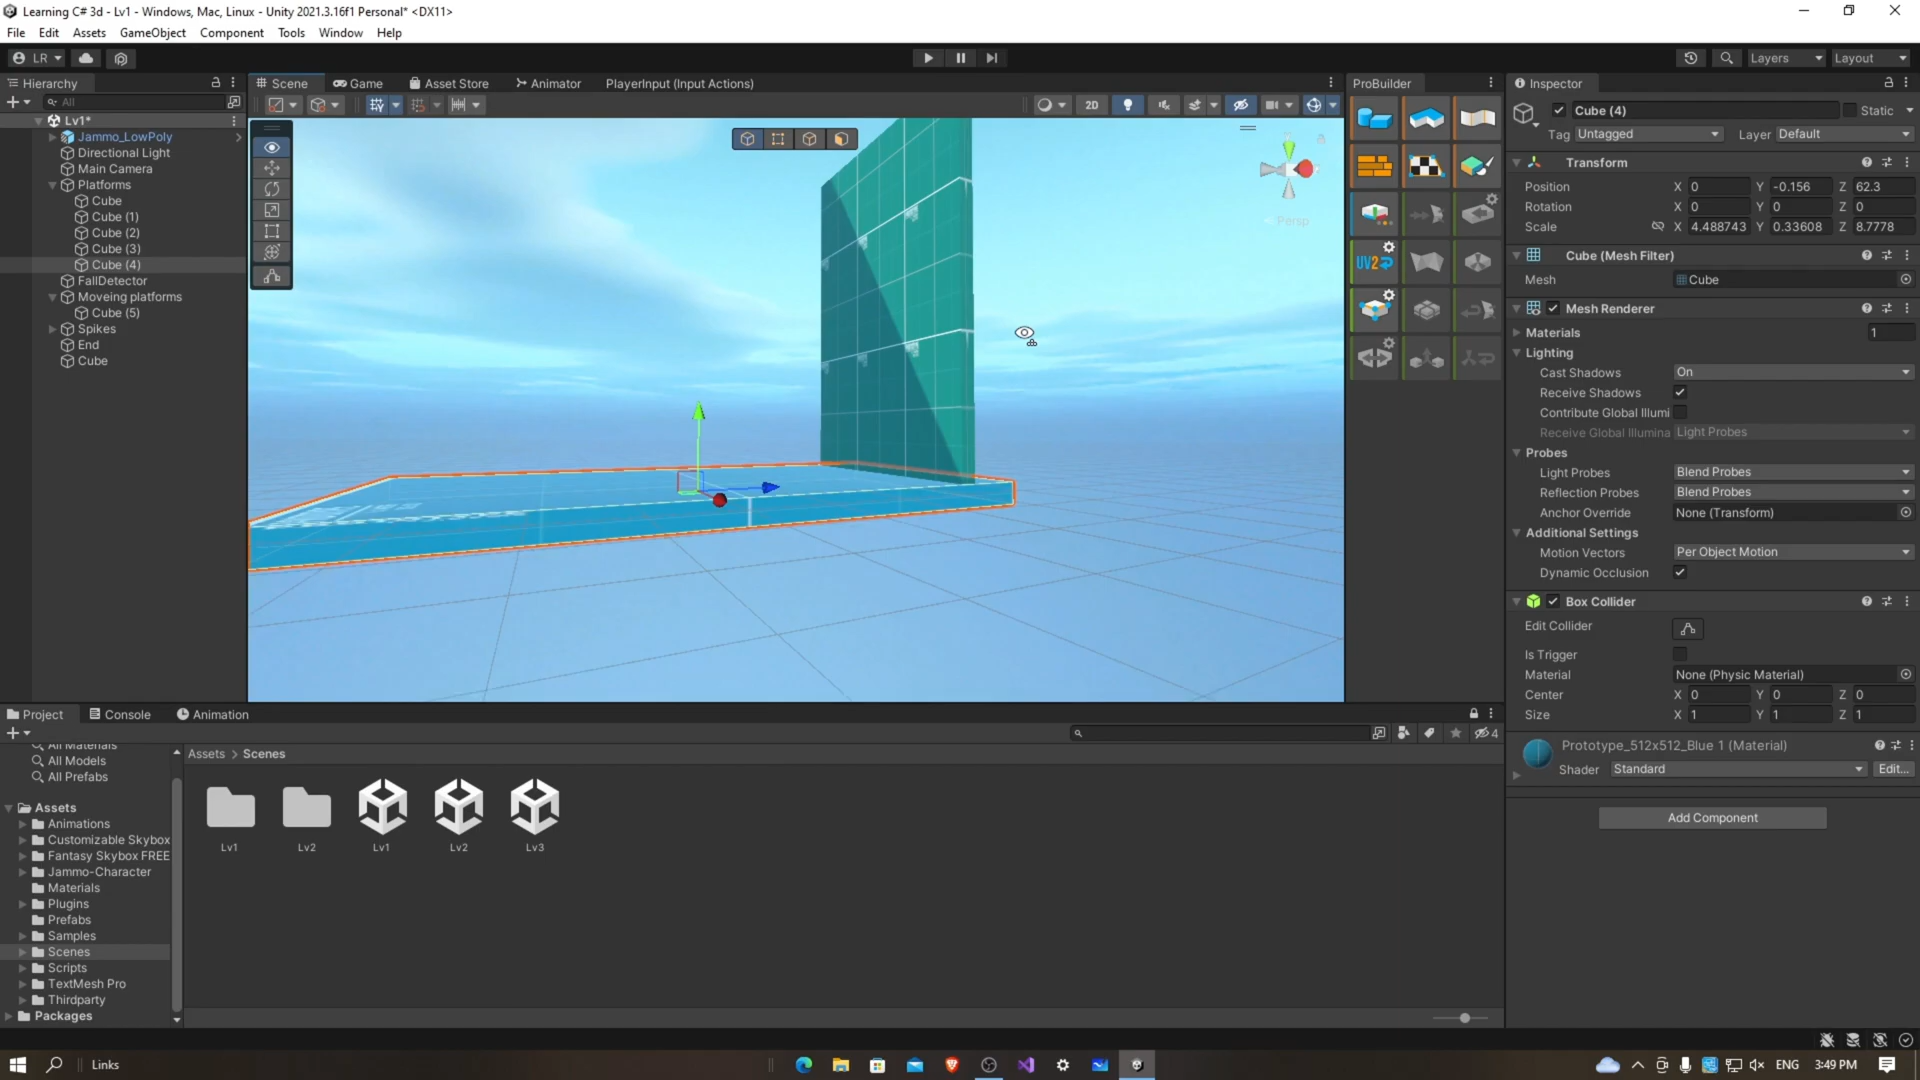 Learning C# 3d - Lv1 - Windows, Mac, Linux - Unity 2021.3.16f1 Personal* <DX11>
File Edit Assets GameObject Component Tools Window Help
LR
Layers Layout
Hierarchy
All
Lv1*
Jammo_LowPoly
Directional Light
Main Camera
Platforms
Cube
Cube (1)
Cube (2)
Cube (3)
Cube (4)
FallDetector
Moveing platforms
Cube (5)
Spikes
End
Cube
Scene Game Asset Store Animator PlayerInput (Input Actions)
2D
Persp
ProBuilder
UV2
Inspector
Cube (4) Static
Tag Untagged Layer Default
Transform
Position X 0 Y -0.156 Z 62.3
Rotation X 0 Y 0 Z 0
Scale X 4.488743 Y 0.33608 Z 8.7778
Cube (Mesh Filter)
Mesh Cube
Mesh Renderer
Materials 1
Lighting
Cast Shadows On
Receive Shadows
Contribute Global Illumi
Receive Global Illumina Light Probes
Probes
Light Probes Blend Probes
Reflection Probes Blend Probes
Anchor Override None (Transform)
Additional Settings
Motion Vectors Per Object Motion
Dynamic Occlusion
Box Collider
Edit Collider
Is Trigger
Material None (Physic Material)
Center X 0 Y 0 Z 0
Size X 1 Y 1 Z 1
Prototype_512x512_Blue 1 (Material)
Shader Standard Edit...
Add Component
Project Console Animation
4
All Materials
All Models
All Prefabs
Assets
Animations
Customizable Skybox
Fantasy Skybox FREE
Jammo-Character
Materials
Plugins
Prefabs
Samples
Scenes
Scripts
TextMesh Pro
Thirdparty
Packages
Assets > Scenes
Lv1 Lv2 Lv1 Lv2 Lv3
Links
ENG 3:49 PM